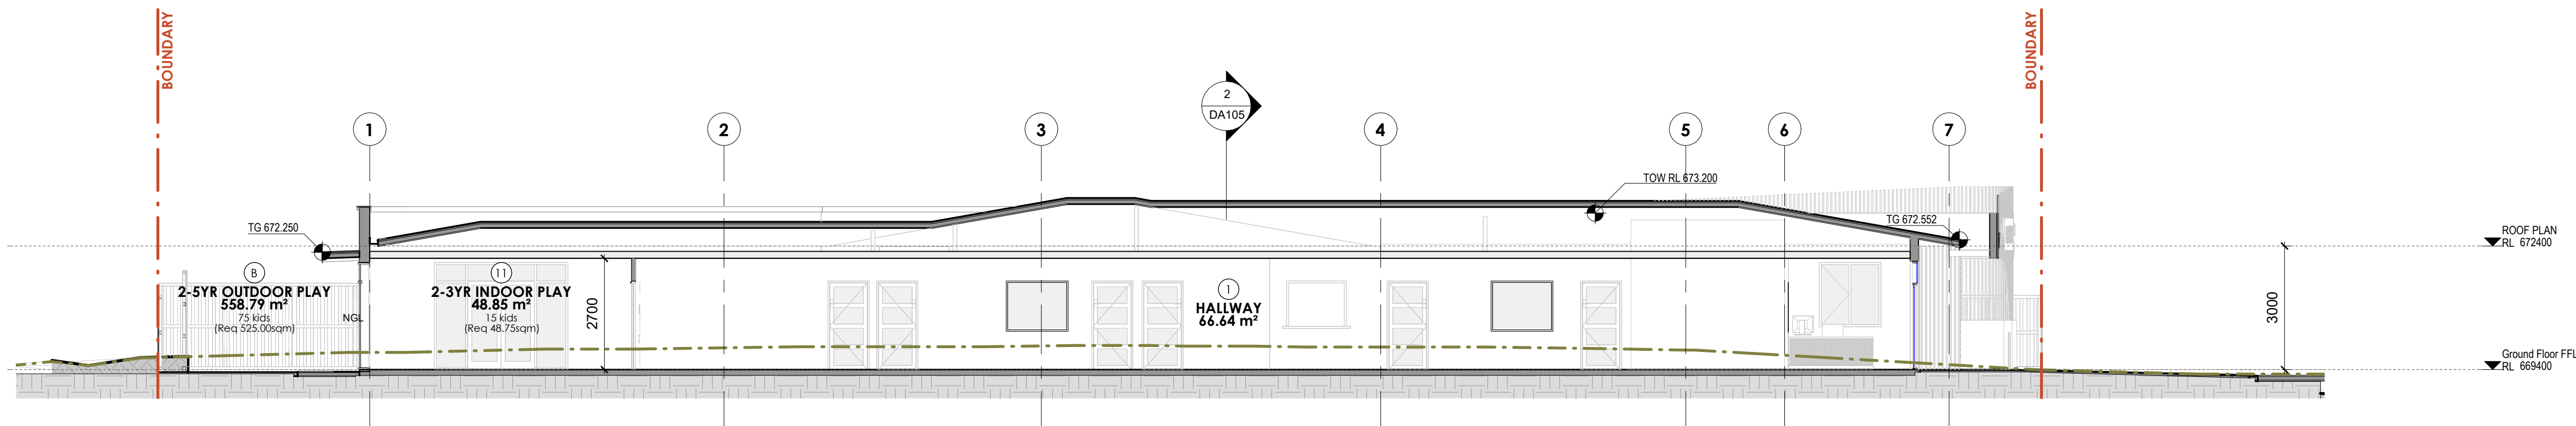 BOUNDARY
BOUNDARY
1
2
3
2
DA105
4
5
6
7
TOW RL 673.200
TG 672.250
TG 672.552
ROOF PLAN
RL 672400
B
2-5YR OUTDOOR PLAY
558.79 m²
75 kids
(Req 525.00sqm)
NGL
11
2-3YR INDOOR PLAY
48.85 m²
15 kids
(Req 48.75sqm)
2700
1
HALLWAY
66.64 m²
3000
Ground Floor FFL
RL 669400